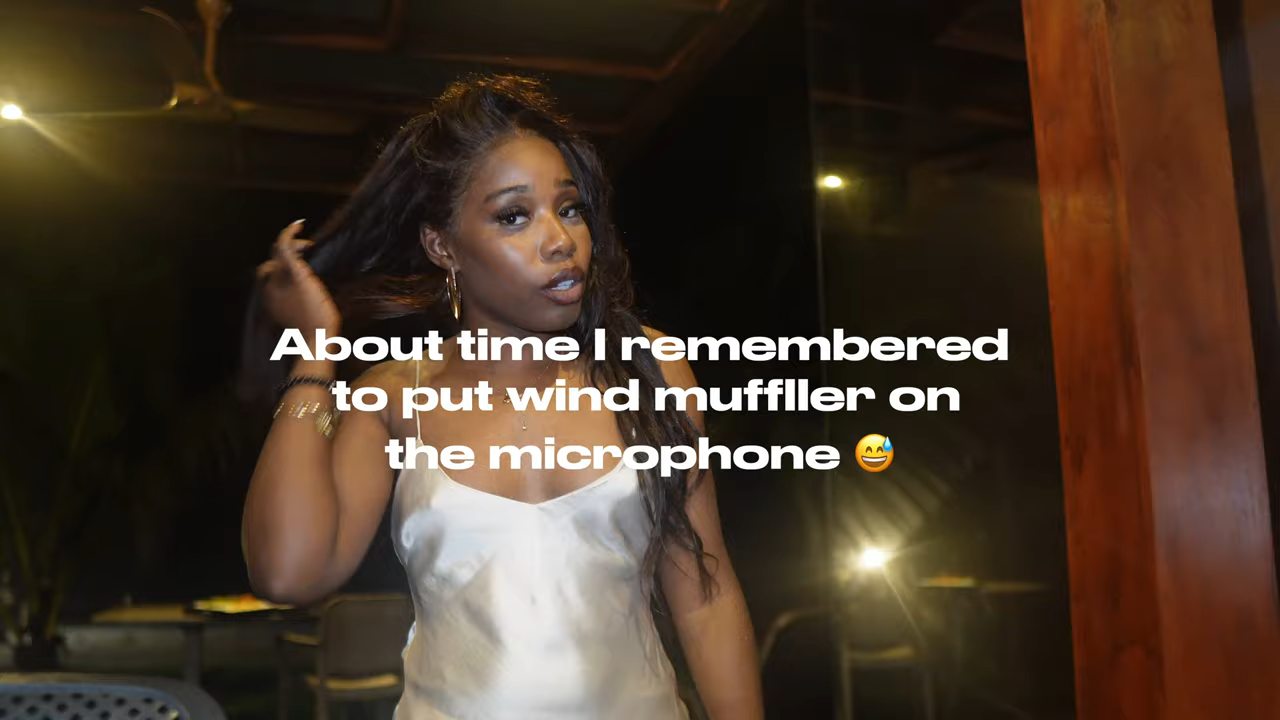 About time I remembered
to put wind muffller on
the microphone 😅